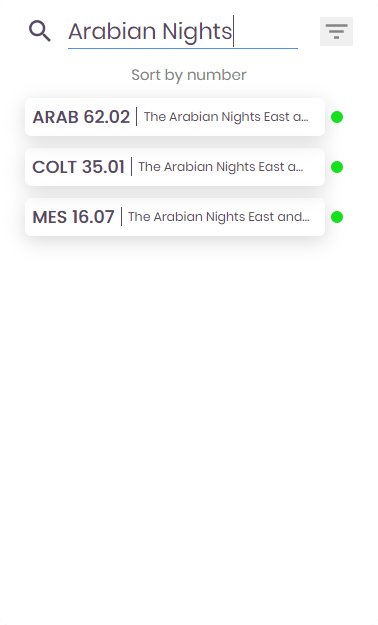 Arabian Nights
Sort by number
ARAB 62.02 | The Arabian Nights East a...
COLT 35.01 | The Arabian Nights East a...
MES 16.07 | The Arabian Nights East and...